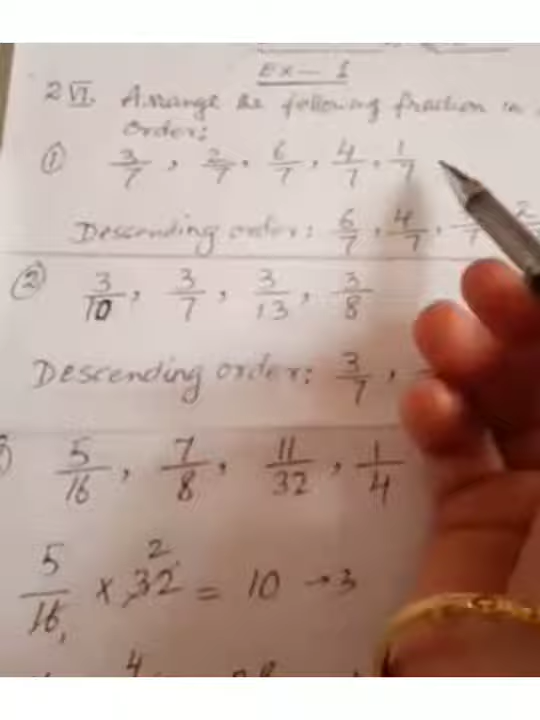 Ex— 1
2 VI. Arrange the following fraction in
order:
① 3/7, 2/7, 6/7, 4/7, 1/7
Descending order: 6/7, 4/7,
② 3/10, 3/7, 3/13, 3/8
Descending order: 3/7,
5/16, 7/8, 11/32, 1/4
2
5/16 × 32 = 10 → 3
4